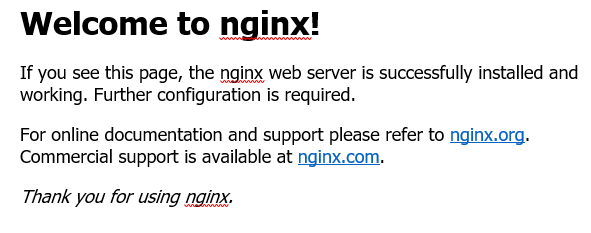 Welcome to nginx!
If you see this page, the nginx web server is successfully installed and
working. Further configuration is required.
For online documentation and support please refer to nginx.org.
Commercial support is available at nginx.com.
Thank you for using nginx.